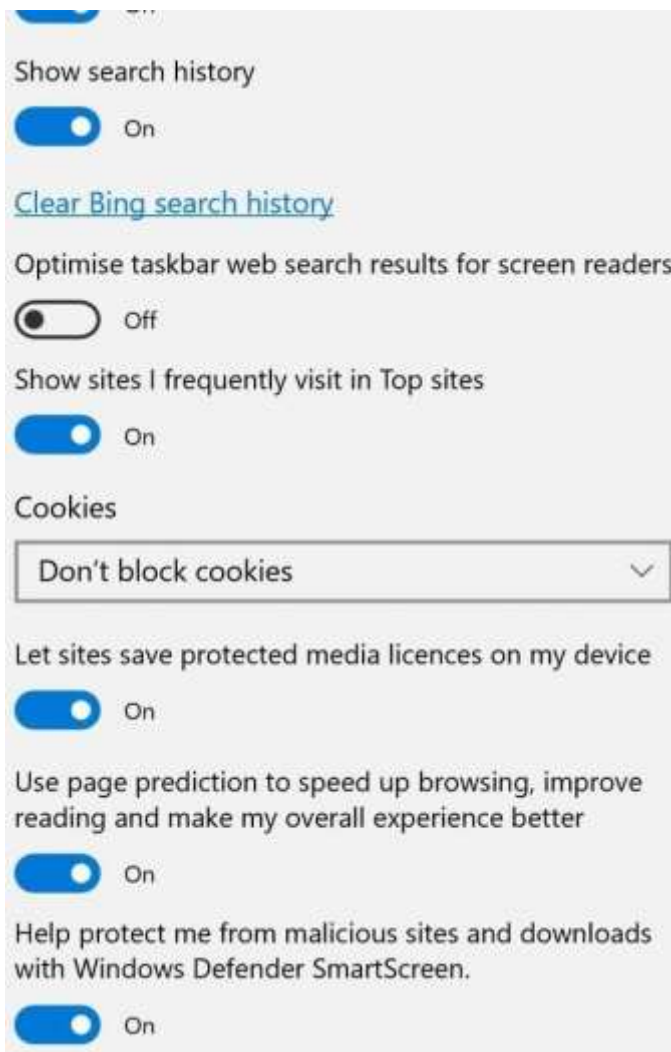 Show search history
On
Clear Bing search history
Optimise taskbar web search results for screen readers
Off
Show sites I frequently visit in Top sites
On
Cookies
Don't block cookies
Let sites save protected media licences on my device
On
Use page prediction to speed up browsing, improve
reading and make my overall experience better
On
Help protect me from malicious sites and downloads
with Windows Defender SmartScreen.
On